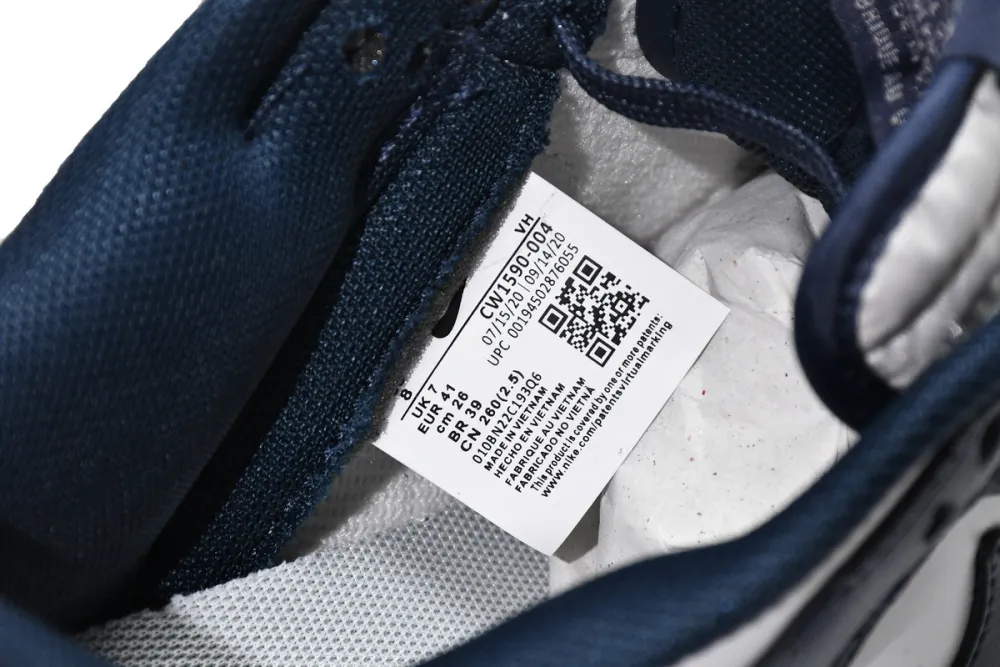 VH
CW1590-004
07/15/20 | 09/14/20
UPC 00194502876055
8
UK 7
EUR 41
cm 26
BR 39
CN 260(2.5)
010BN2ZC193Q6
MADE IN VIETNAM
HECHO EN VIETNAM
FABRIQUE AU VIETNAM
FABRICADO NO VIETNÃ
This product is covered by one or more patents:
www.nike.com/patentsvirtualmarking